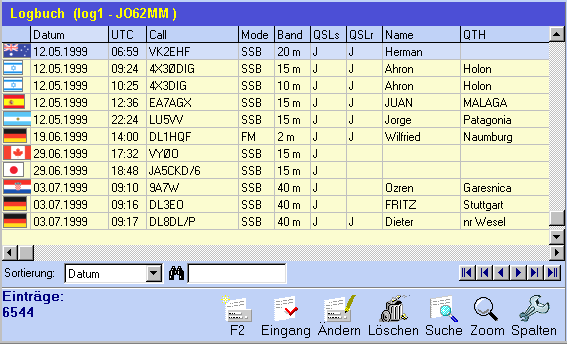 Logbuch (log1 - JO62MM )
Datum UTC Call Mode Band QSLs QSLr Name QTH
12.05.1999 06:59 VK2EHF SSB 20 m J J Herman
12.05.1999 09:24 4X3ØDIG SSB 15 m J J Ahron Holon
12.05.1999 10:25 4X3DIG SSB 10 m J J Ahron Holon
12.05.1999 12:36 EA7AGX SSB 15 m J J JUAN MALAGA
12.05.1999 22:24 LU5VV SSB 15 m J J Jorge Patagonia
19.06.1999 14:00 DL1HQF FM 2 m J J Wilfried Naumburg
29.06.1999 17:32 VYØO SSB 15 m J
29.06.1999 18:48 JA5CKD/6 SSB 15 m J
03.07.1999 09:10 9A7W SSB 40 m J Ozren Garesnica
03.07.1999 09:16 DL3EO SSB 40 m J FRITZ Stuttgart
03.07.1999 09:17 DL8DL/P SSB 40 m J J Dieter nr Wesel
Sortierung: Datum
Einträge:
6544
F2 Eingang Ändern Löschen Suche Zoom Spalten